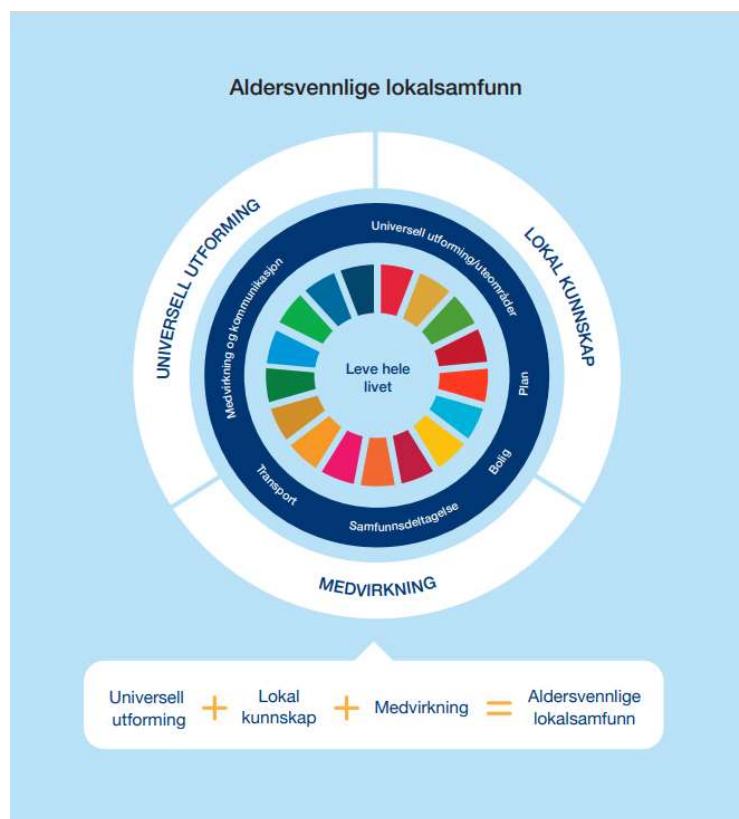 Aldersvennlige lokalsamfunn
UNIVERSELL UTFORMING
LOKAL KUNNSKAP
Universell utforming/uteområder
Medvirkning og kommunikasjon
Leve hele
livet
Plan
Bolig
Transport
Samfunnsdeltagelse
MEDVIRKNING
Universell
utforming
+
Lokal
kunnskap
+
Medvirkning
=
Aldersvennlige
lokalsamfunn